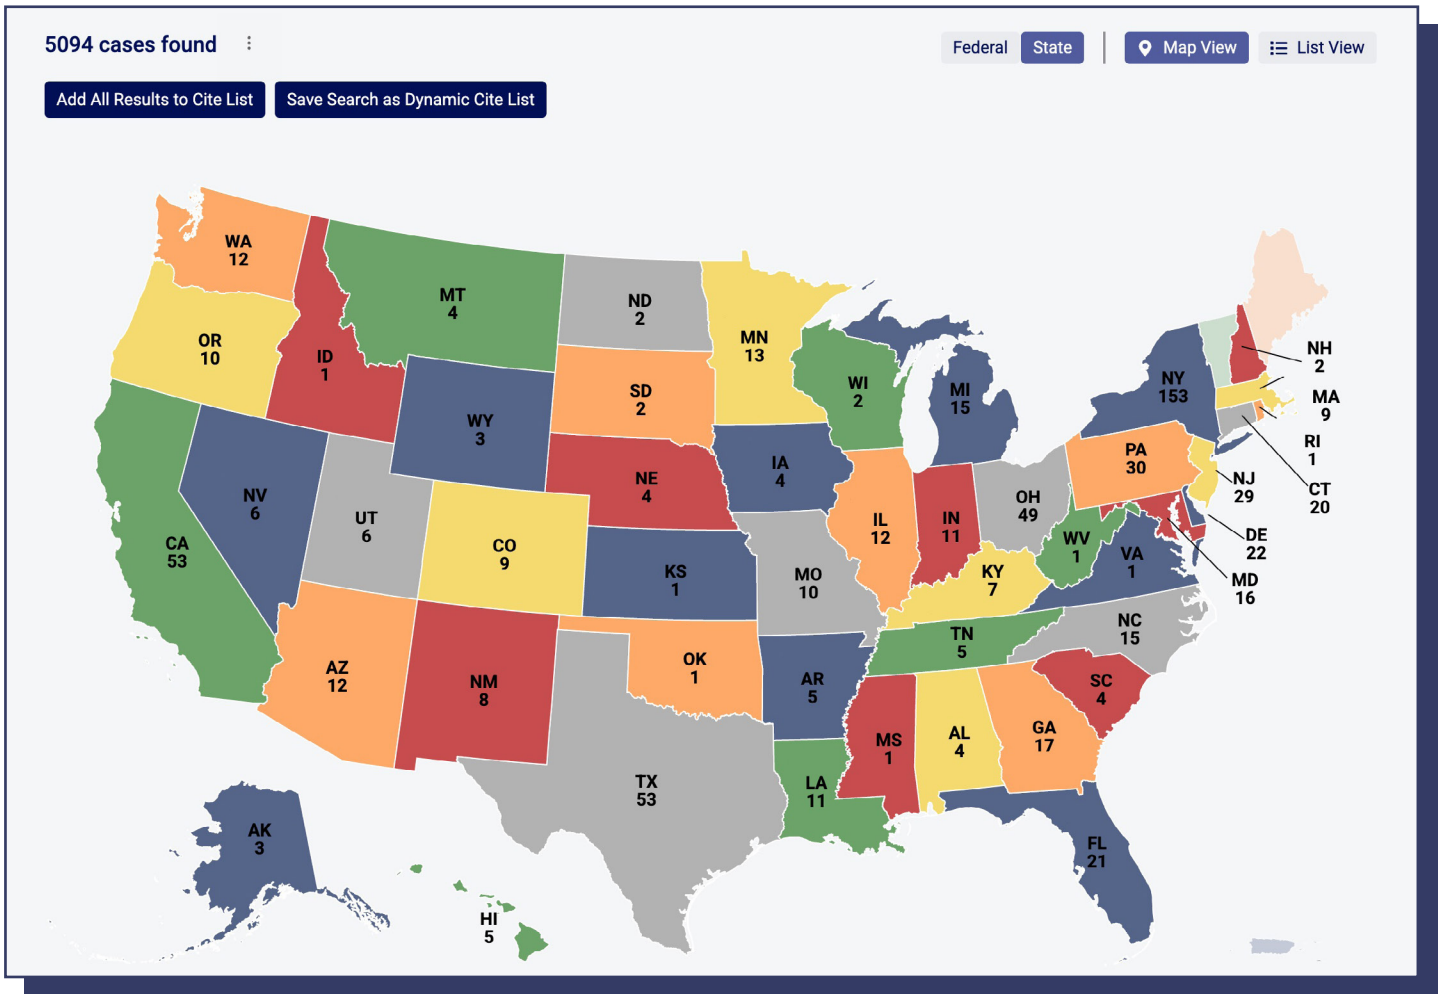 5094 cases found
Federal
State
Map View
List View
Add All Results to Cite List
Save Search as Dynamic Cite List
WA
12
MT
4
ND
2
MN
13
OR
10
ID
1
SD
2
WI
2
MI
15
NY
153
NH
2
MA
9
RI
1
CT
20
WY
3
NE
4
IA
4
PA
30
NJ
29
NV
6
UT
6
CO
9
IL
12
IN
11
OH
49
WV
1
VA
1
DE
22
MD
16
CA
53
KS
1
MO
10
KY
7
NC
15
TN
5
AZ
12
NM
8
OK
1
AR
5
SC
4
MS
1
AL
4
GA
17
TX
53
LA
11
AK
3
FL
21
HI
5